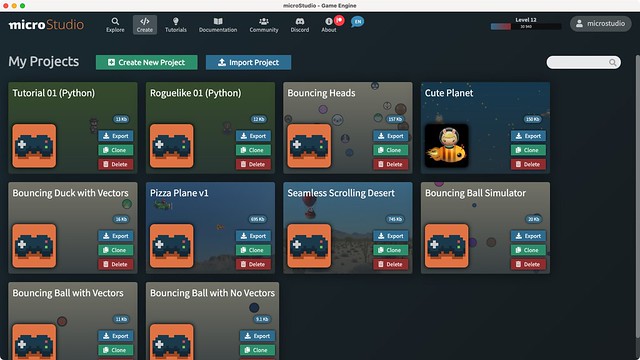 microStudio - Game Engine
microStudio
Explore
Create
Tutorials
Documentation
Community
Discord
About
EN
Level 12
microstudio
My Projects
Create New Project
Import Project
Tutorial 01 (Python)
13 Kb
Export
Clone
Delete
Roguelike 01 (Python)
12 Kb
Export
Clone
Delete
Bouncing Heads
157 Kb
Export
Clone
Delete
Cute Planet
150 Kb
Export
Clone
Delete
Bouncing Duck with Vectors
16 Kb
Export
Clone
Delete
Pizza Plane v1
695 Kb
Export
Clone
Delete
Seamless Scrolling Desert
745 Kb
Export
Clone
Delete
Bouncing Ball Simulator
20 Kb
Export
Clone
Delete
Bouncing Ball with Vectors
11 Kb
Export
Clone
Bouncing Ball with No Vectors
9.1 Kb
Export
Clone